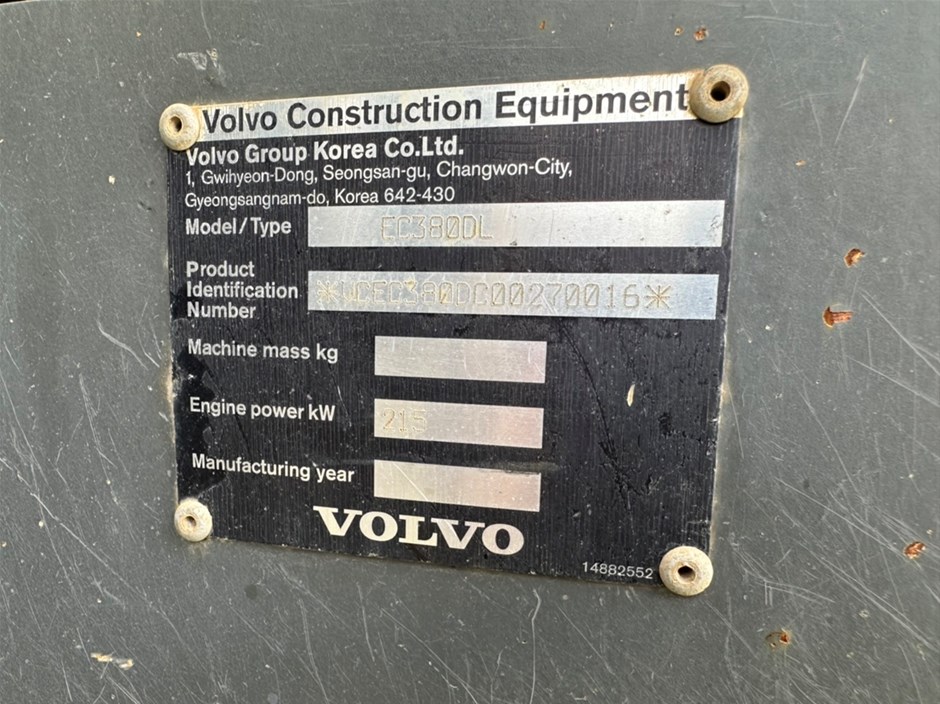 Volvo Construction Equipment
Volvo Group Korea Co.Ltd.
1, Gwihyeon-Dong, Seongsan-gu, Changwon-City,
Gyeongsangnam-do, Korea 642-430
Model/Type EC380DL
Product
Identification
Number *VCEC380DC00270016*
Machine mass kg
Engine power kW 215
Manufacturing year
VOLVO
14882552